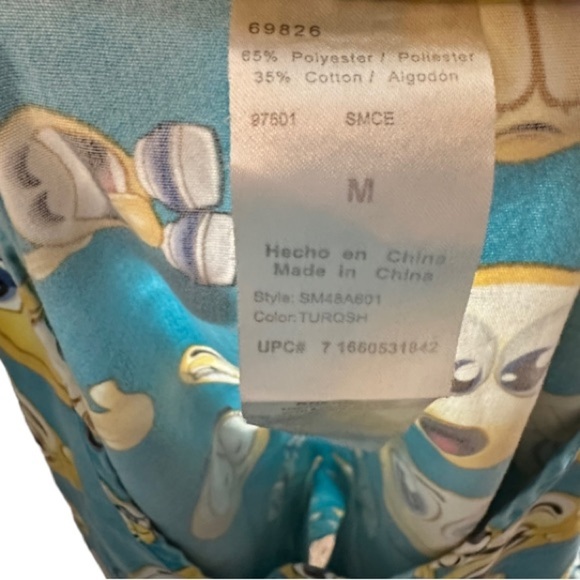 69826
65% Polyester / Poliester
35% Cotton / Algodón
97601 SMCE
M
Hecho en China
Made in China
Style: SM48A601
Color: TURQSH
UPC# 7 1660531842